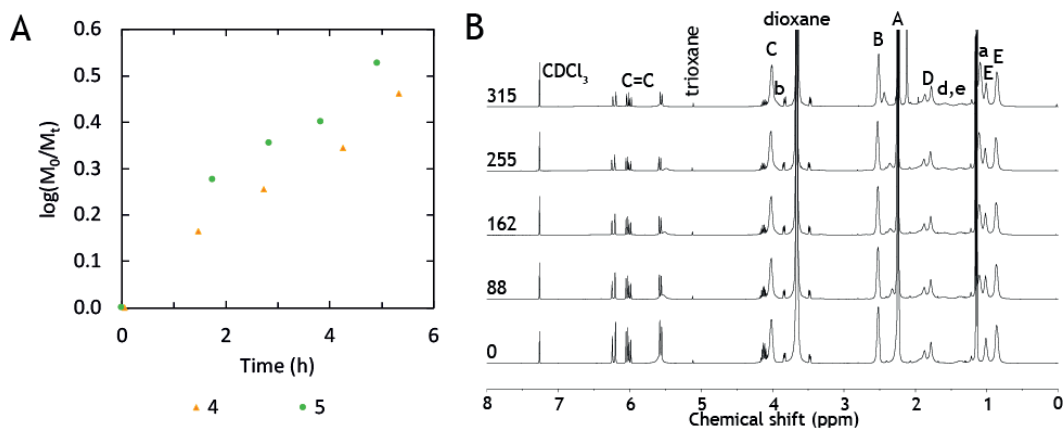 A
log(M₀/Mₜ)
0.6
0.5
0.4
0.3
0.2
0.1
0.0
0
2
4
6
Time (h)
4
5
B
CDCl₃
C=C
trioxane
C
b
dioxane
B
A
D
d,e
a
E
E
315
255
162
88
0
8
7
6
5
4
3
2
1
0
Chemical shift (ppm)